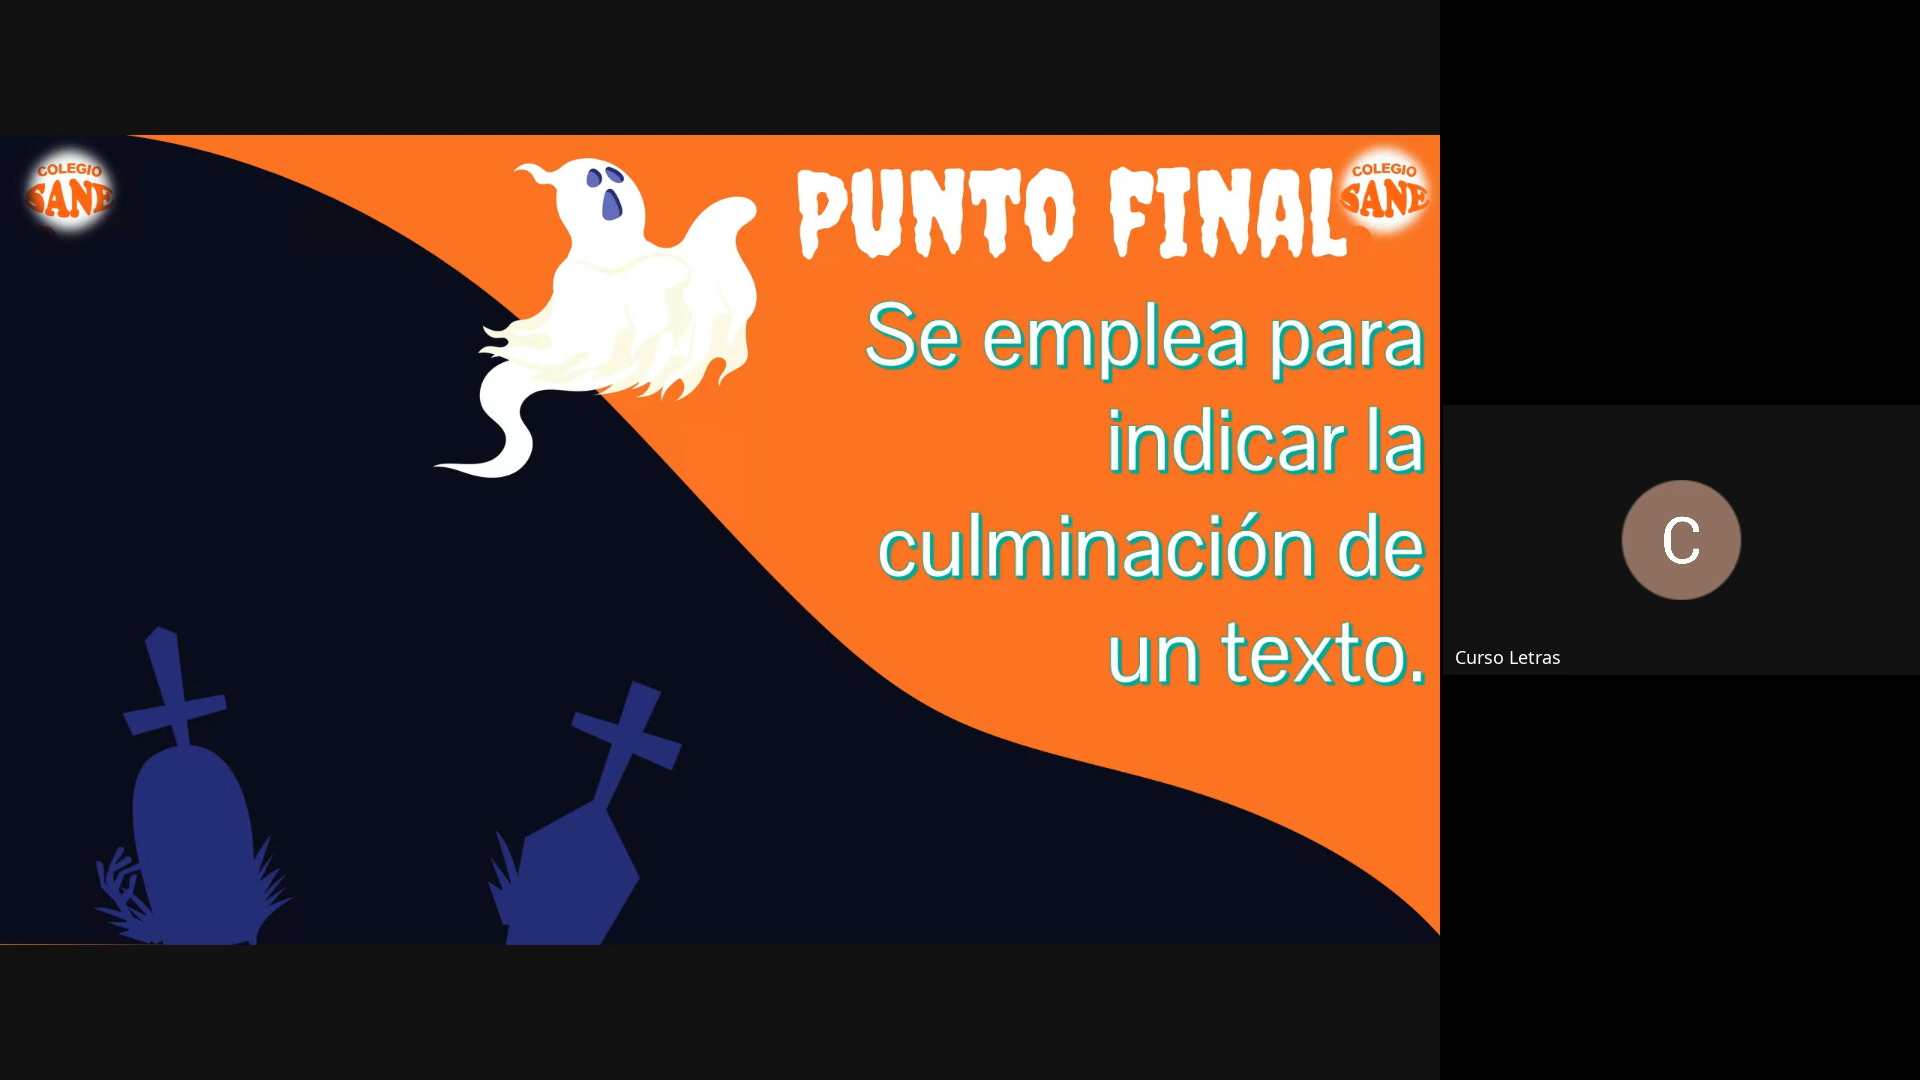 COLEGIO
SANE
PUNTO FINAL
COLEGIO
SANE
Se emplea para
indicar la
culminación de
un texto.
C
Curso Letras